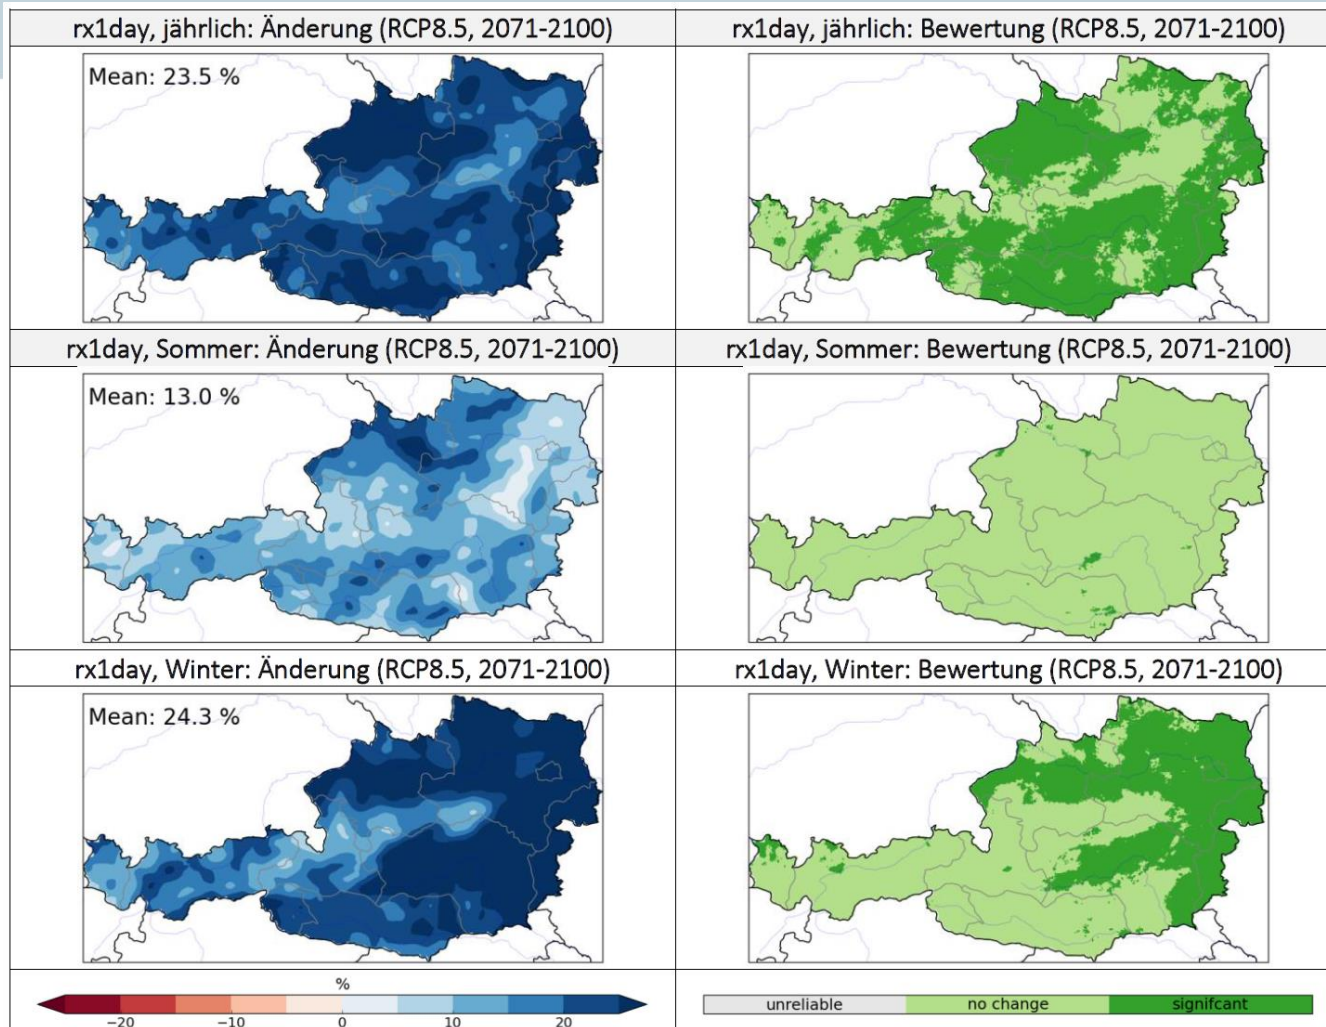 rx1day, jährlich: Änderung (RCP8.5, 2071-2100)
rx1day, jährlich: Bewertung (RCP8.5, 2071-2100)
Mean: 23.5 %
rx1day, Sommer: Änderung (RCP8.5, 2071-2100)
rx1day, Sommer: Bewertung (RCP8.5, 2071-2100)
Mean: 13.0 %
rx1day, Winter: Änderung (RCP8.5, 2071-2100)
rx1day, Winter: Bewertung (RCP8.5, 2071-2100)
Mean: 24.3 %
%
−20 −10 0 10 20
unreliable no change signifcant